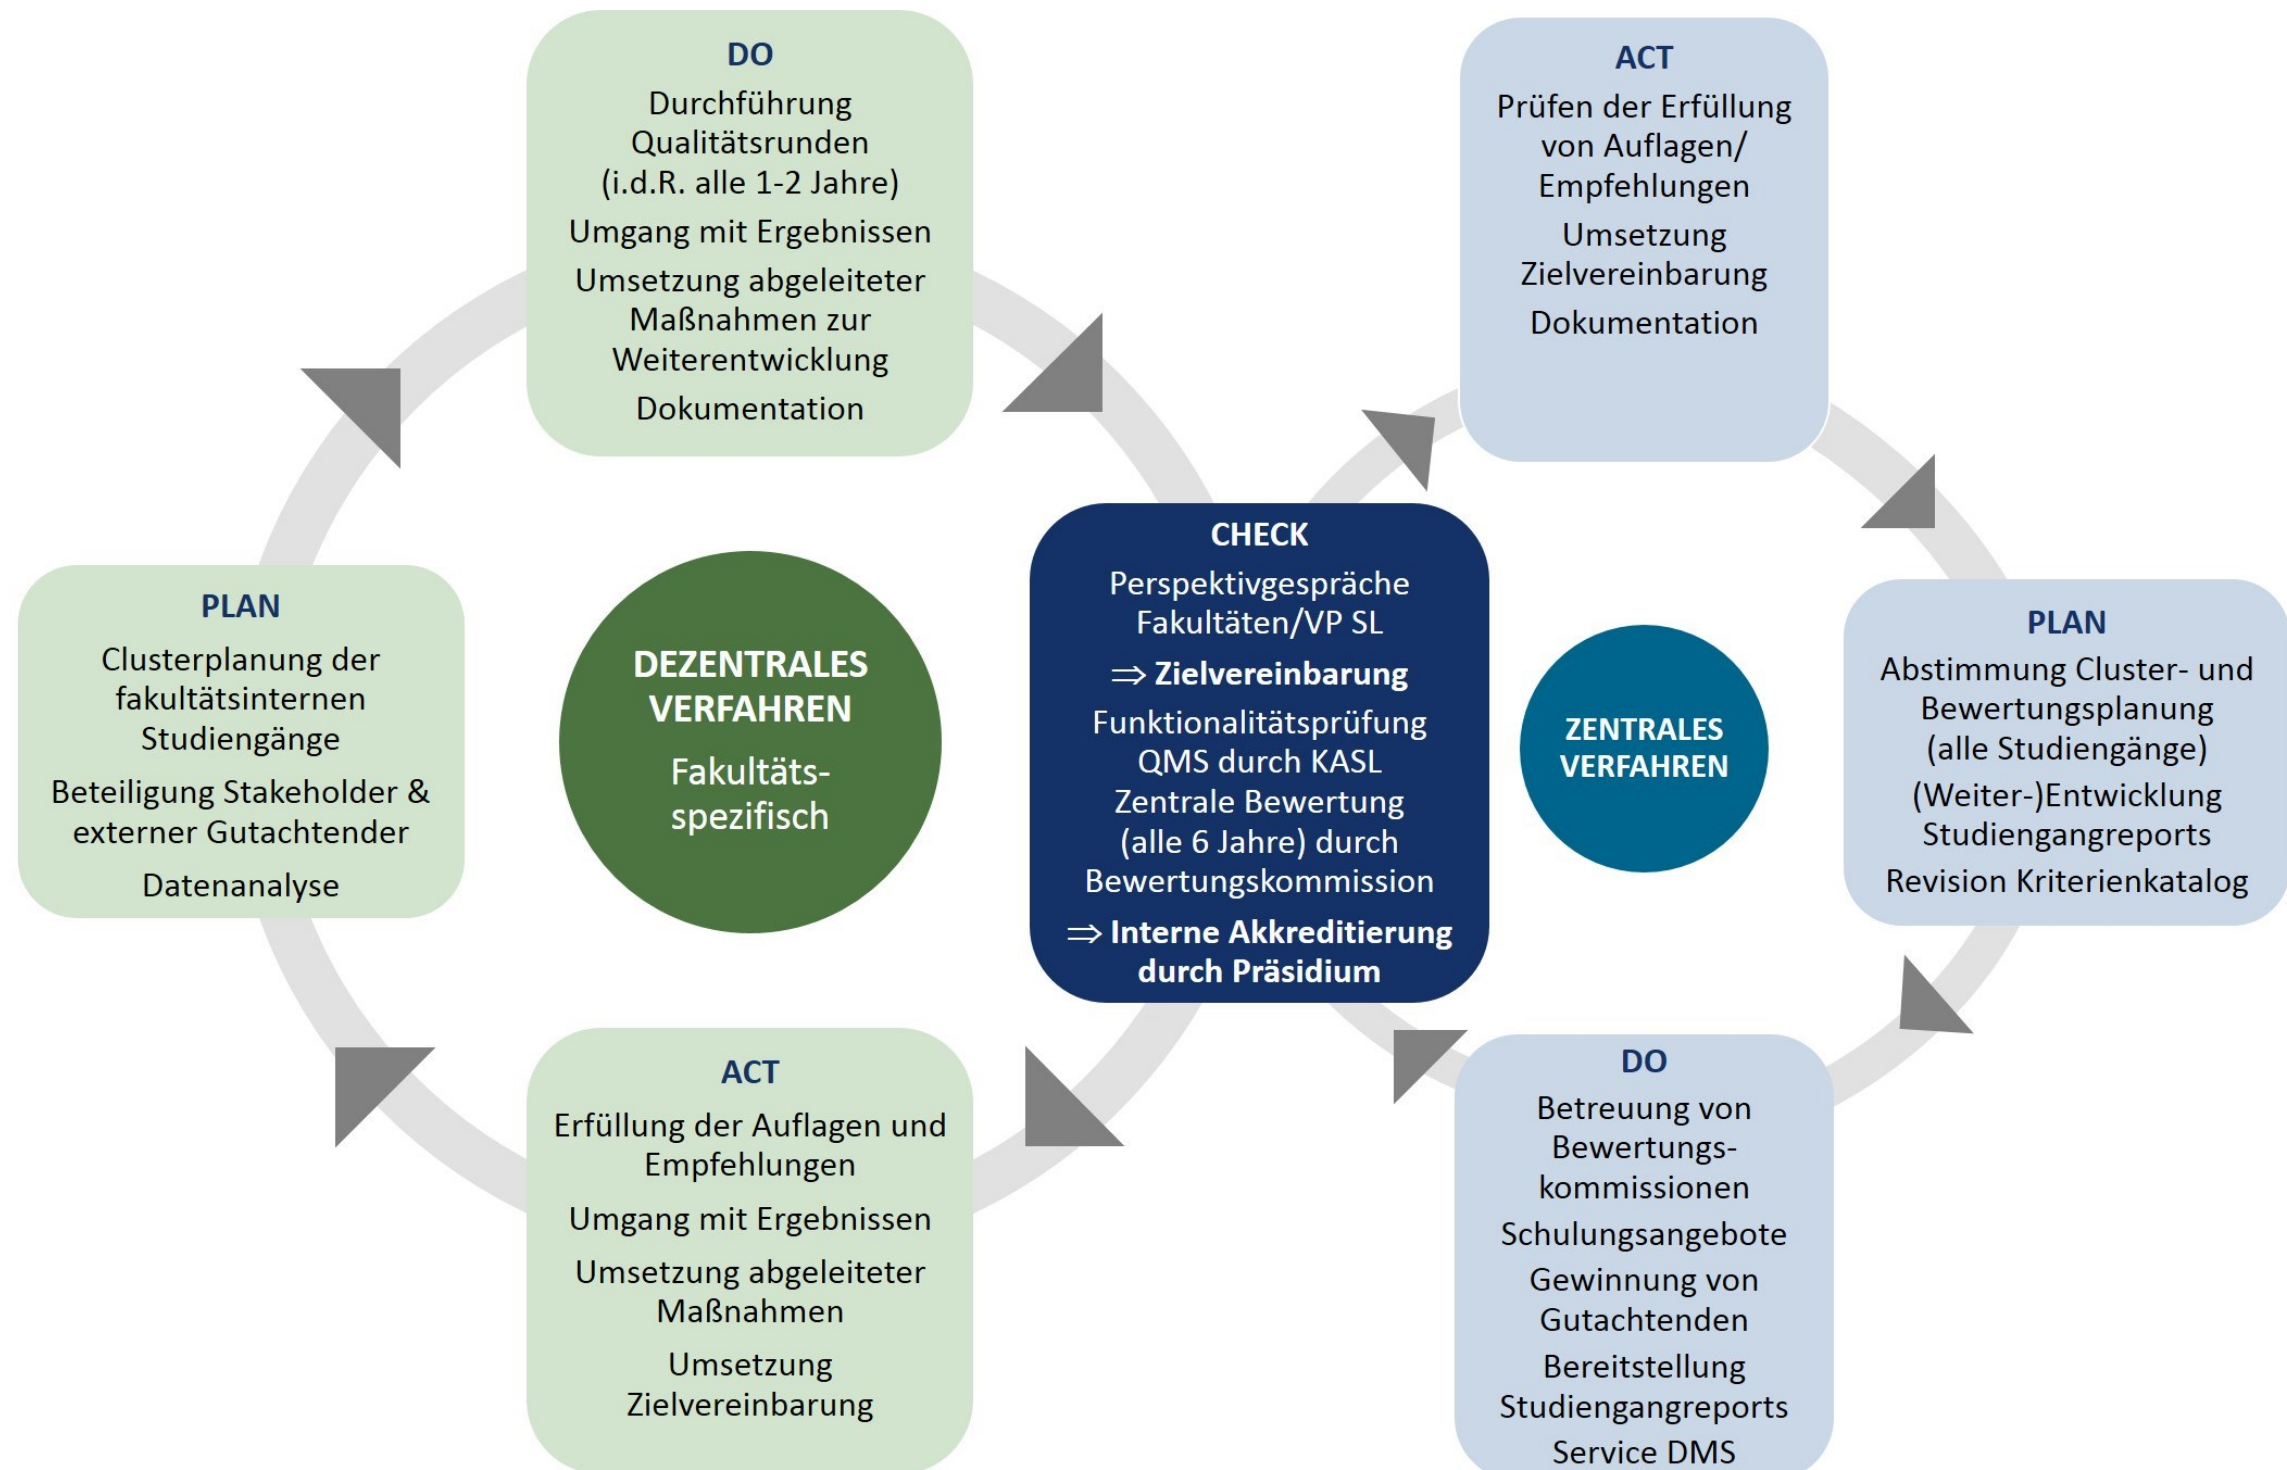 DO
Durchführung
Qualitätsrunden
(i.d.R. alle 1-2 Jahre)
Umgang mit Ergebnissen
Umsetzung abgeleiteter
Maßnahmen zur
Weiterentwicklung
Dokumentation
ACT
Prüfen der Erfüllung
von Auflagen/
Empfehlungen
Umsetzung
Zielvereinbarung
Dokumentation
PLAN
Clusterplanung der
fakultätsinternen
Studiengänge
Beteiligung Stakeholder &
externer Gutachtender
Datenanalyse
DEZENTRALES
VERFAHREN
Fakultäts-
spezifisch
CHECK
Perspektivgespräche
Fakultäten/VP SL
⇒ Zielvereinbarung
Funktionalitätsprüfung
QMS durch KASL
Zentrale Bewertung
(alle 6 Jahre) durch
Bewertungskommission
⇒ Interne Akkreditierung
durch Präsidium
ZENTRALES
VERFAHREN
PLAN
Abstimmung Cluster- und
Bewertungsplanung
(alle Studiengänge)
(Weiter-)Entwicklung
Studiengangreports
Revision Kriterienkatalog
ACT
Erfüllung der Auflagen und
Empfehlungen
Umgang mit Ergebnissen
Umsetzung abgeleiteter
Maßnahmen
Umsetzung
Zielvereinbarung
DO
Betreuung von
Bewertungs-
kommissionen
Schulungsangebote
Gewinnung von
Gutachtenden
Bereitstellung
Studiengangreports
Service DMS